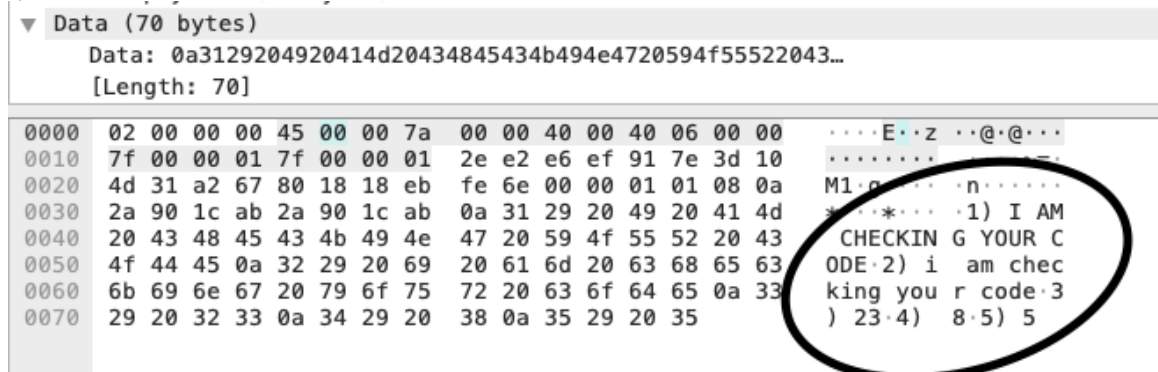 ▼ Data (70 bytes)
Data: 0a3129204920414d20434845434b494e4720594f55522043…
[Length: 70]
0000 02 00 00 00 45 00 00 7a 00 00 40 00 40 06 00 00 ····E··z ··@·@···
0010 7f 00 00 01 7f 00 00 01 2e e2 e6 ef 91 7e 3d 10
0020 4d 31 a2 67 80 18 18 eb fe 6e 00 00 01 01 08 0a M1·g···· ·n······
0030 2a 90 1c ab 2a 90 1c ab 0a 31 29 20 49 20 41 4d *···*··· ·1) I AM
0040 20 43 48 45 43 4b 49 4e 47 20 59 4f 55 52 20 43 CHECKIN G YOUR C
0050 4f 44 45 0a 32 29 20 69 20 61 6d 20 63 68 65 63 ODE·2) i am chec
0060 6b 69 6e 67 20 79 6f 75 72 20 63 6f 64 65 0a 33 king you r code·3
0070 29 20 32 33 0a 34 29 20 38 0a 35 29 20 35 ) 23·4) 8·5) 5